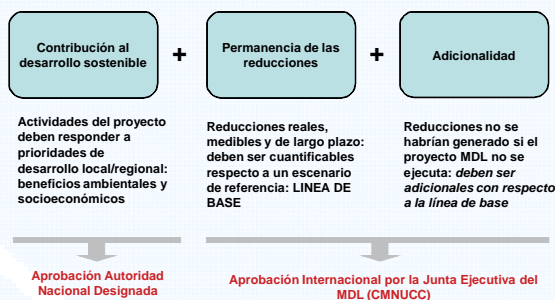 Contribución al
desarrollo sostenible
+
Permanencia de las
reducciones
+
Adicionalidad
Actividades del proyecto
deben responder a
prioridades de
desarrollo local/regional:
beneficios ambientales y
socioeconómicos
Reducciones reales,
medibles y de largo plazo:
deben ser cuantificables
respecto a un escenario
de referencia: LINEA DE
BASE
Reducciones no se
habrían generado si el
proyecto MDL no se
ejecuta: deben ser
adicionales con respecto
a la línea de base
Aprobación Autoridad
Nacional Designada
Aprobación Internacional por la Junta Ejecutiva del
MDL (CMNUCC)